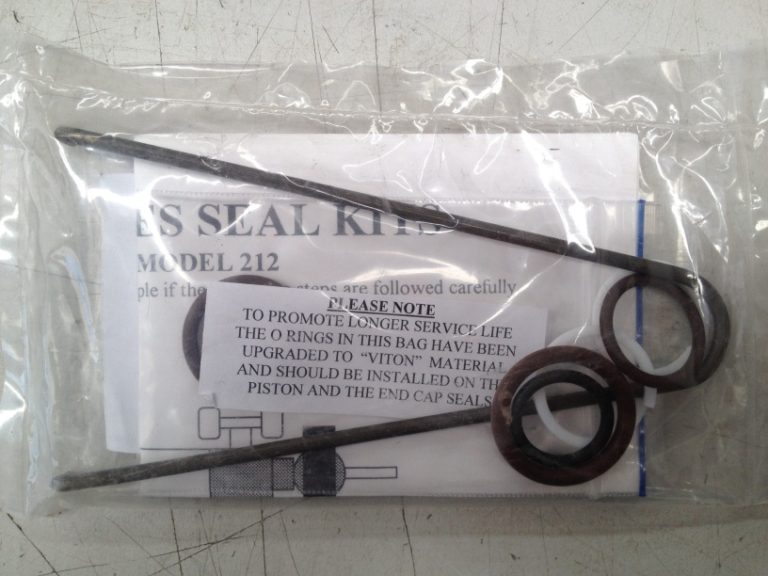 ES SEAL KITS
MODEL 212
ple if the steps are followed carefully
PLEASE NOTE
TO PROMOTE LONGER SERVICE LIFE
THE O RINGS IN THIS BAG HAVE BEEN
UPGRADED TO "VITON" MATERIAL
AND SHOULD BE INSTALLED ON TH
PISTON AND THE END CAP SEALS